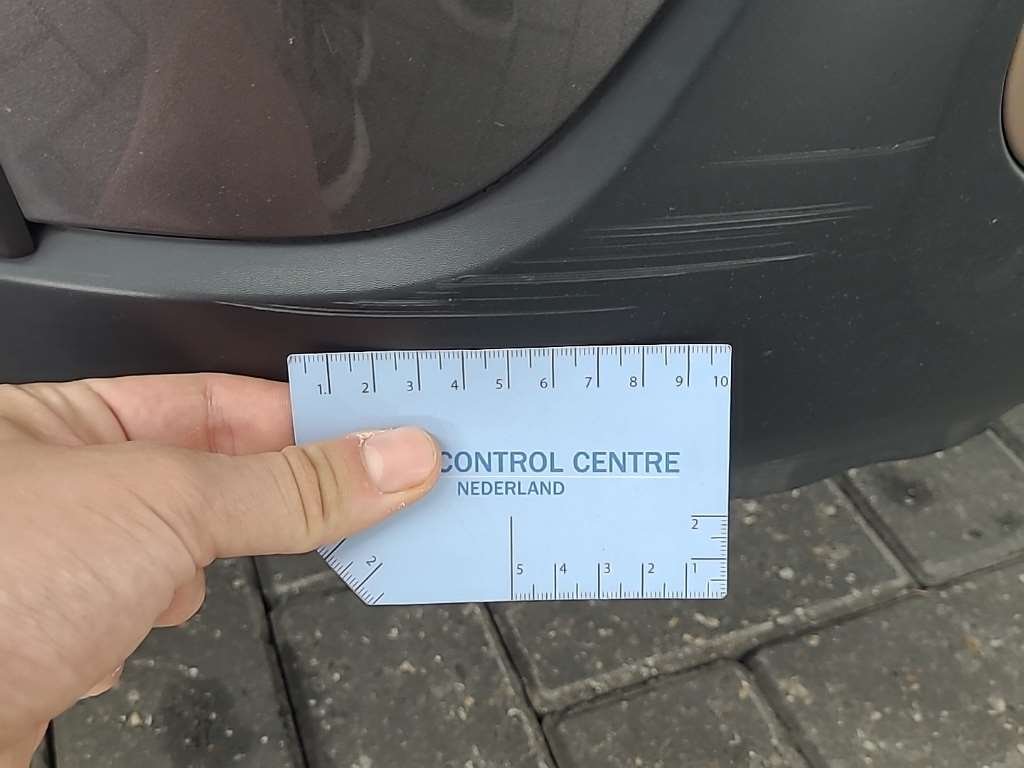 1 2 3 4 5 6 7 8 9 10
CONTROL CENTRE
NEDERLAND
2
2
5 4 3 2 1